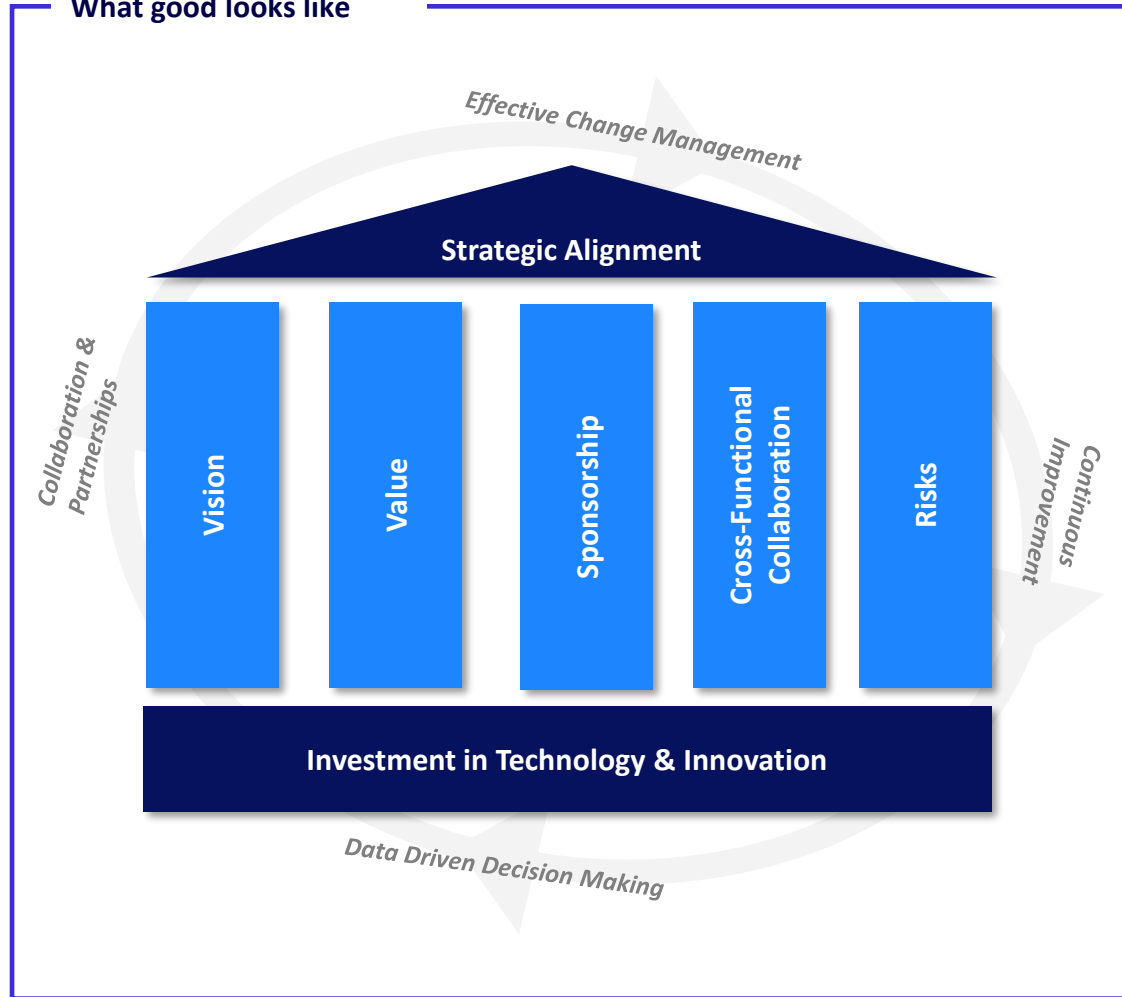 What good looks like
Effective Change Management
Strategic Alignment
Collaboration &
Partnerships
Vision
Value
Sponsorship
Cross-Functional
Collaboration
Risks
Continuous
Improvement
Investment in Technology & Innovation
Data Driven Decision Making